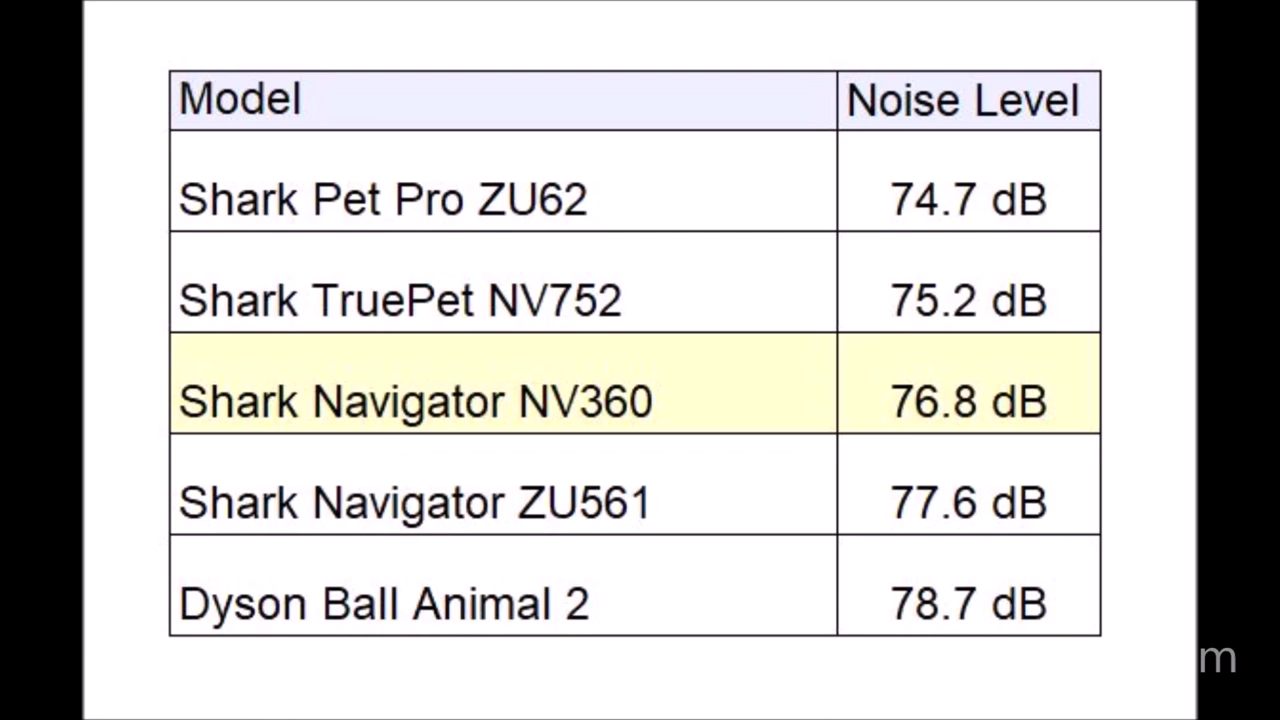 Model Noise Level
Shark Pet Pro ZU62 74.7 dB
Shark TruePet NV752 75.2 dB
Shark Navigator NV360 76.8 dB
Shark Navigator ZU561 77.6 dB
Dyson Ball Animal 2 78.7 dB
m